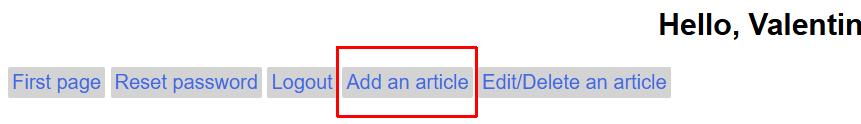 Hello, Valentin
First page Reset password Logout Add an article Edit/Delete an article